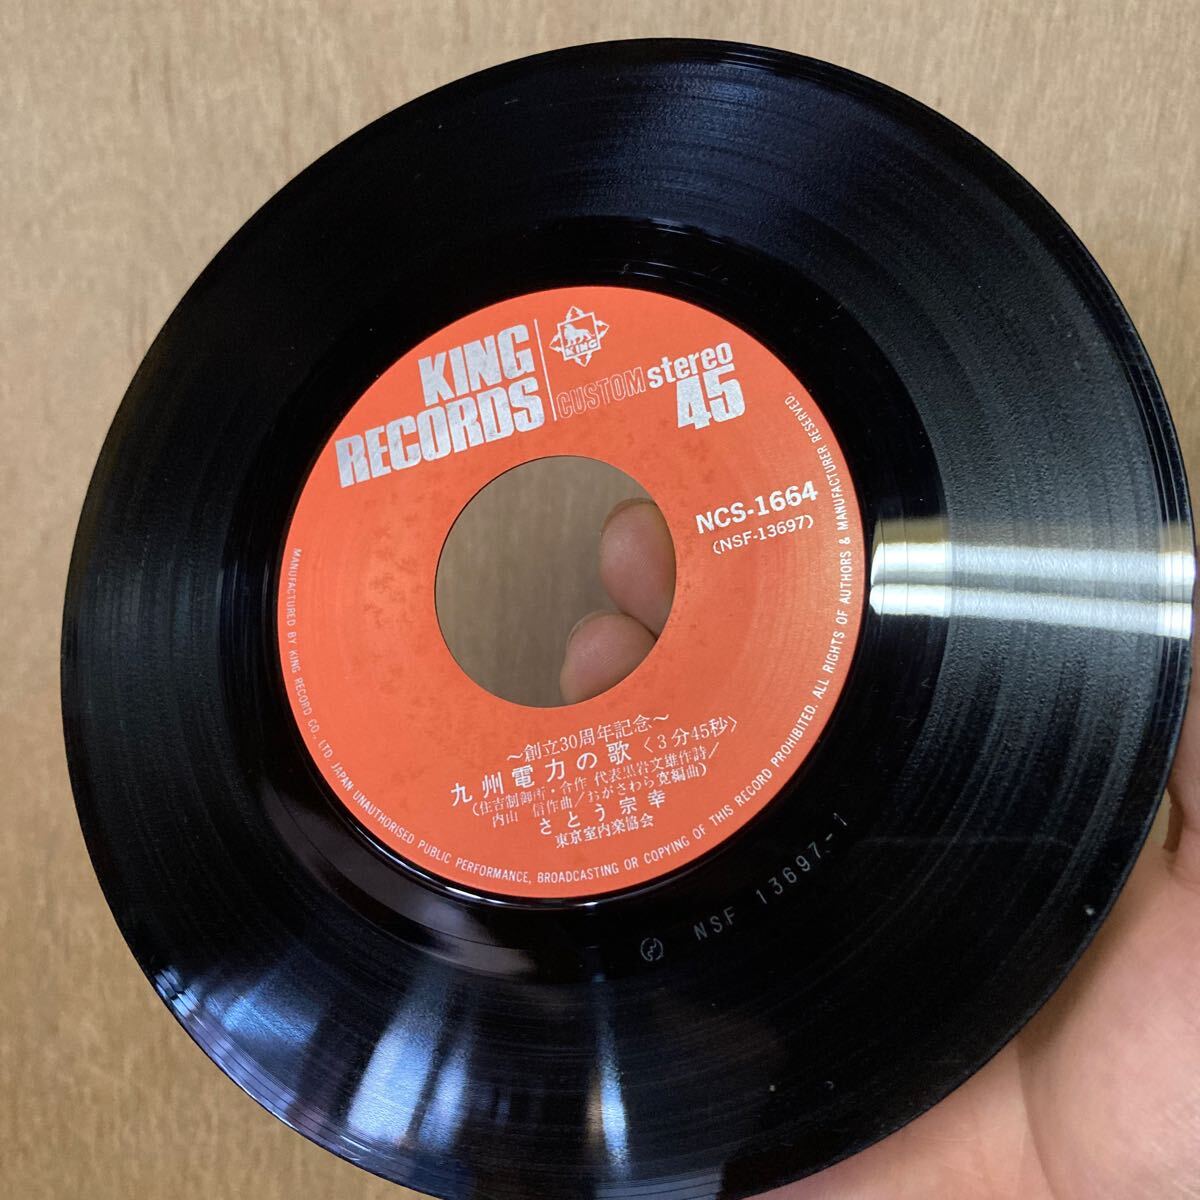 KING
RECORDS
KING
CUSTOM stereo
45
NCS-1664
(NSF-13697)
〜創立30周年記念〜
九州電力の歌〈3分45秒〉
(住吉制御所・合作 代表黒岩文雄作詩/
内山 信作曲/おがさわら寛編曲)
さとう宗幸
東京室内楽協会
MANUFACTURED BY KING RECORD CO., LTD. JAPAN UNAUTHORISED PUBLIC PERFORMANCE, BROADCASTING OR COPYING OF THIS RECORD PROHIBITED. ALL RIGHTS OF AUTHORS & MANUFACTURER RESERVED.
NSF 13697-1